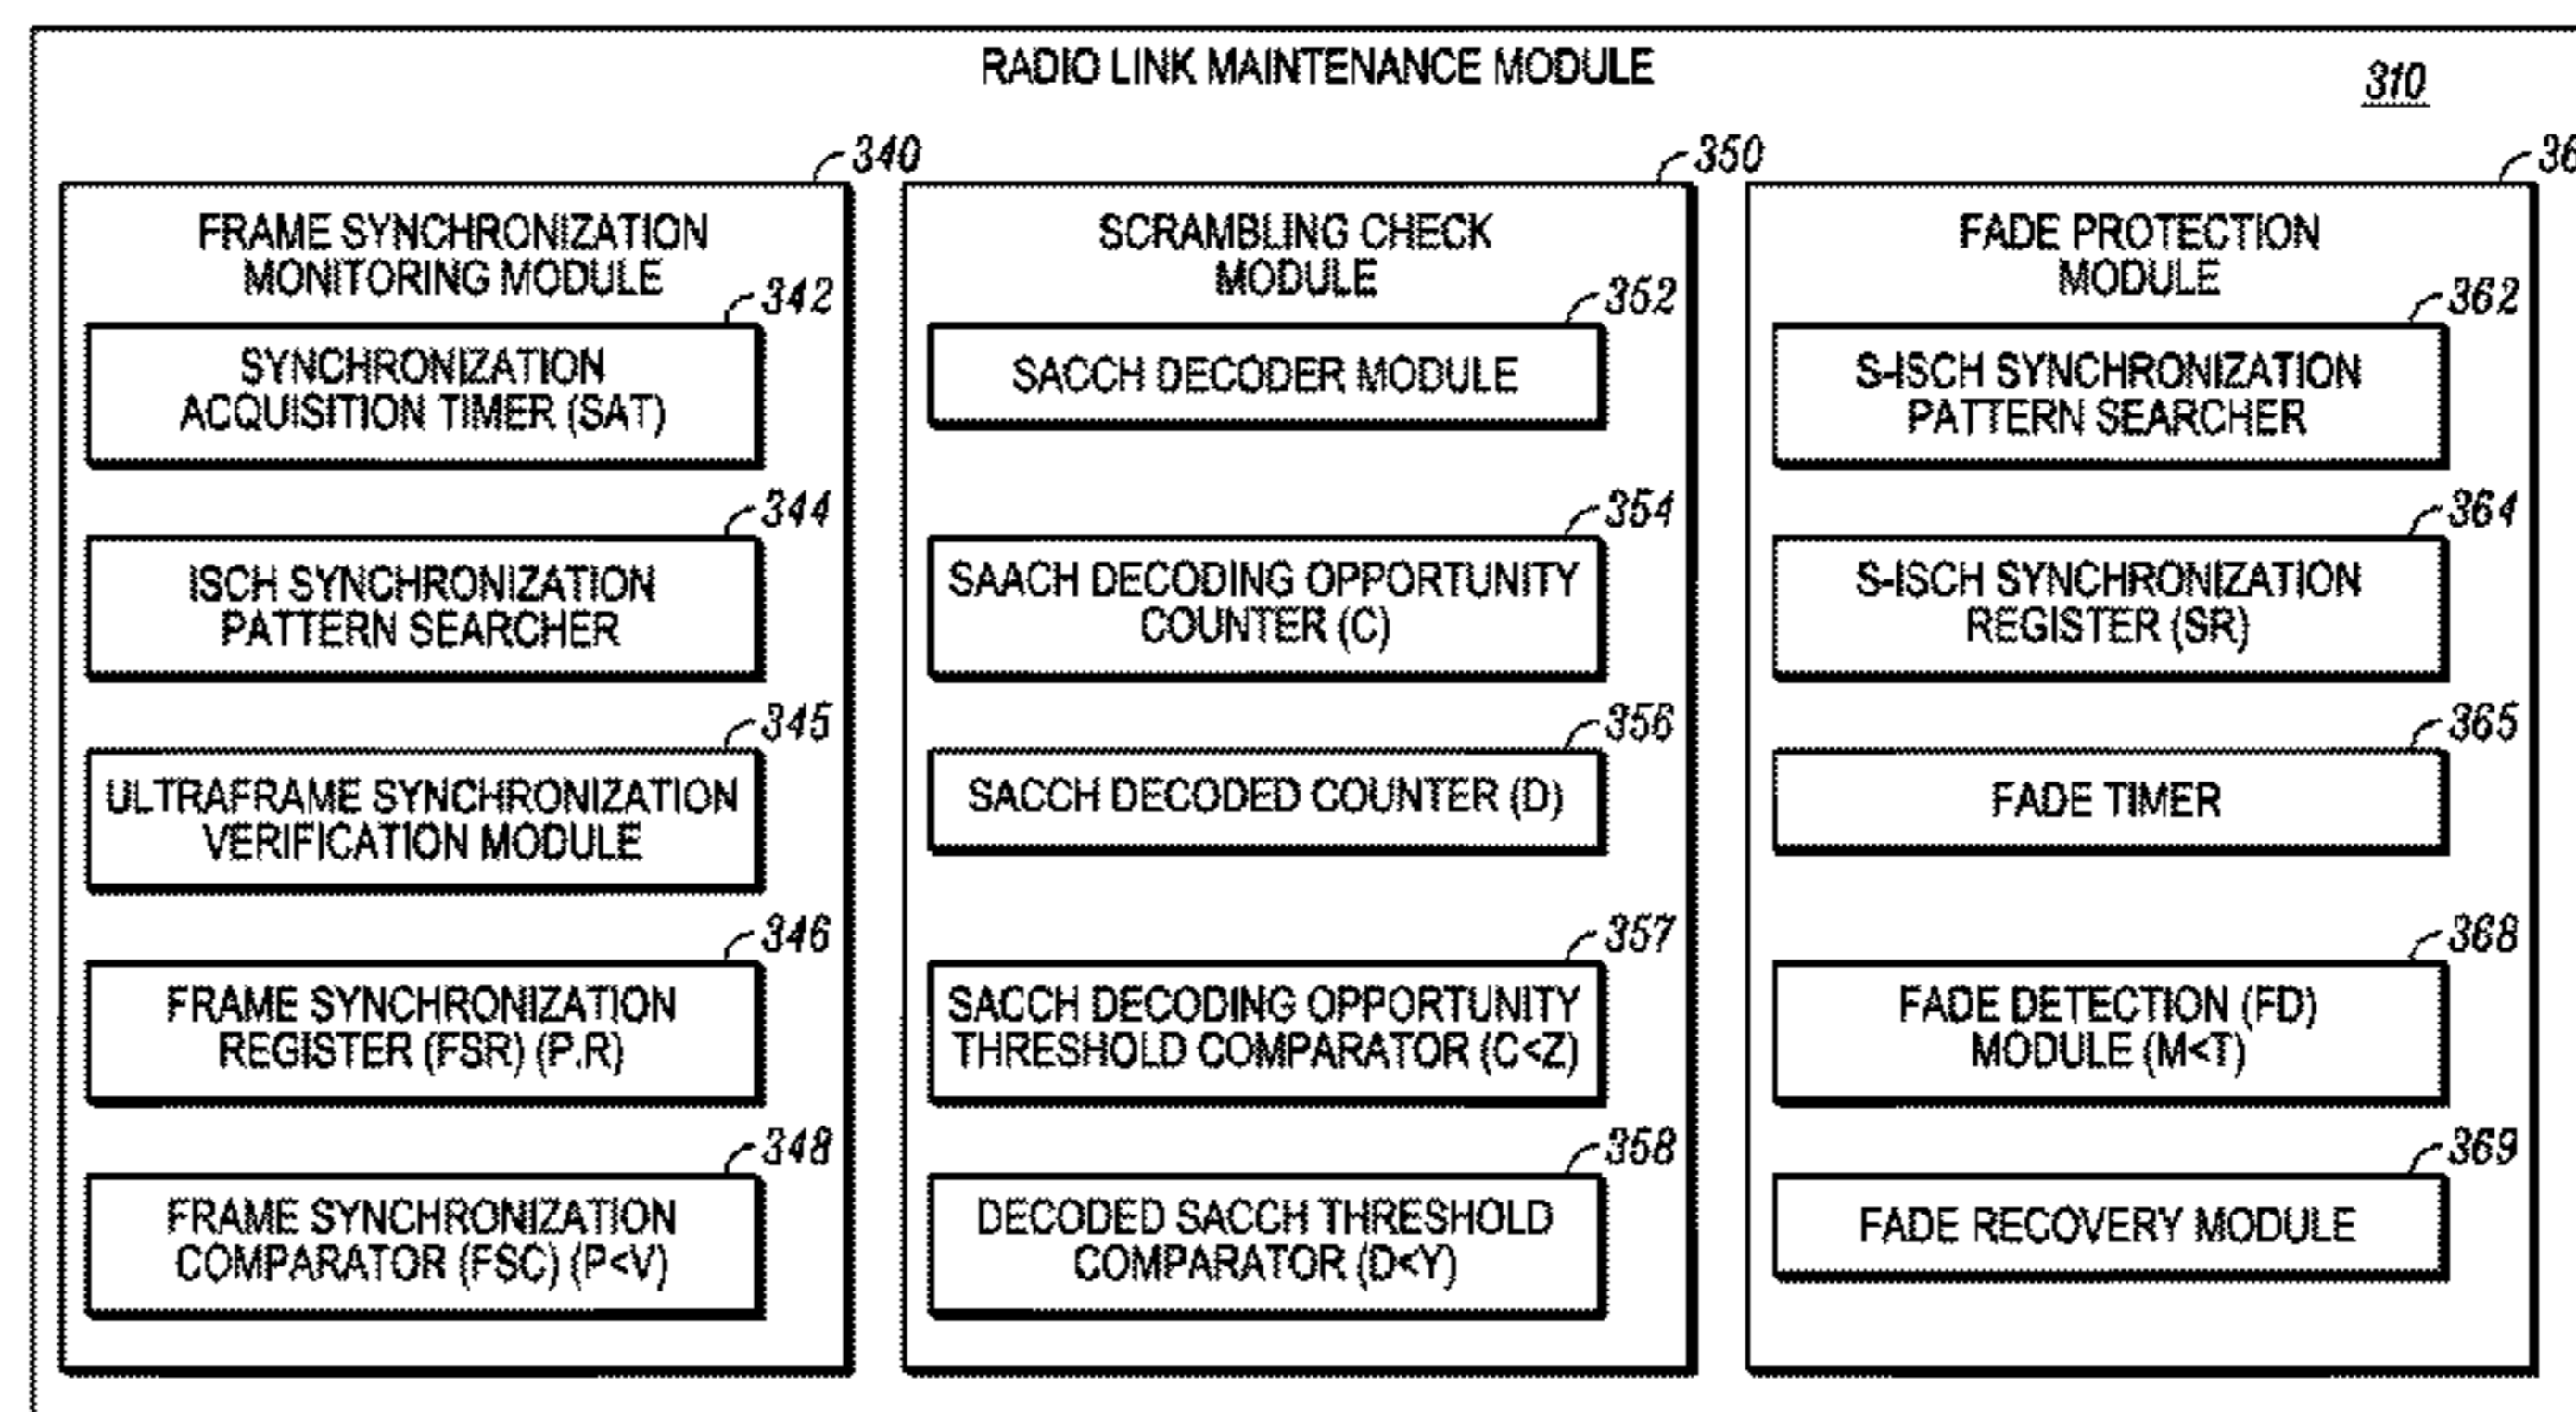 RADIO LINK MAINTENANCE MODULE
310
340
FRAME SYNCHRONIZATION
MONITORING MODULE
342
SYNCHRONIZATION
ACQUISITION TIMER (SAT)
344
ISCH SYNCHRONIZATION
PATTERN SEARCHER
345
ULTRAFRAME SYNCHRONIZATION
VERIFICATION MODULE
346
FRAME SYNCHRONIZATION
REGISTER (FSR) (P.R)
348
FRAME SYNCHRONIZATION
COMPARATOR (FSC) (P<V)
350
SCRAMBLING CHECK
MODULE
352
SACCH DECODER MODULE
354
SAACH DECODING OPPORTUNITY
COUNTER (C)
356
SACCH DECODED COUNTER (D)
357
SACCH DECODING OPPORTUNITY
THRESHOLD COMPARATOR (C<Z)
358
DECODED SACCH THRESHOLD
COMPARATOR (D<Y)
FADE PROTECTION
MODULE
362
S-ISCH SYNCHRONIZATION
PATTERN SEARCHER
364
S-ISCH SYNCHRONIZATION
REGISTER (SR)
365
FADE TIMER
368
FADE DETECTION (FD)
MODULE (M<T)
369
FADE RECOVERY MODULE